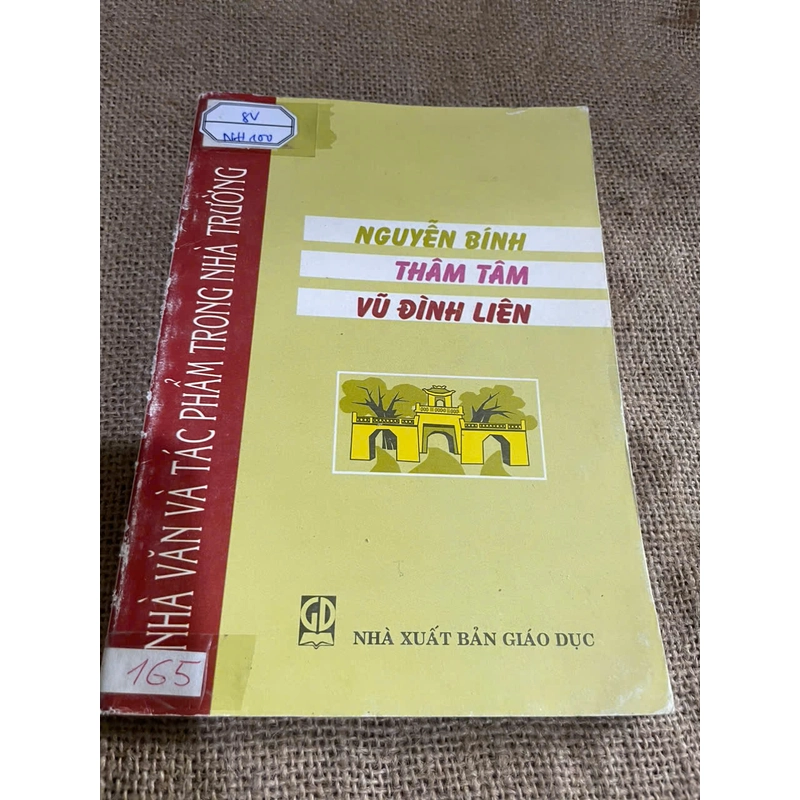 8V
NH 100
NHÀ VĂN VÀ TÁC PHẨM TRONG NHÀ TRƯỜNG
NGUYỄN BÍNH
THÂM TÂM
VŨ ĐÌNH LIÊN
GD
NHÀ XUẤT BẢN GIÁO DỤC
165